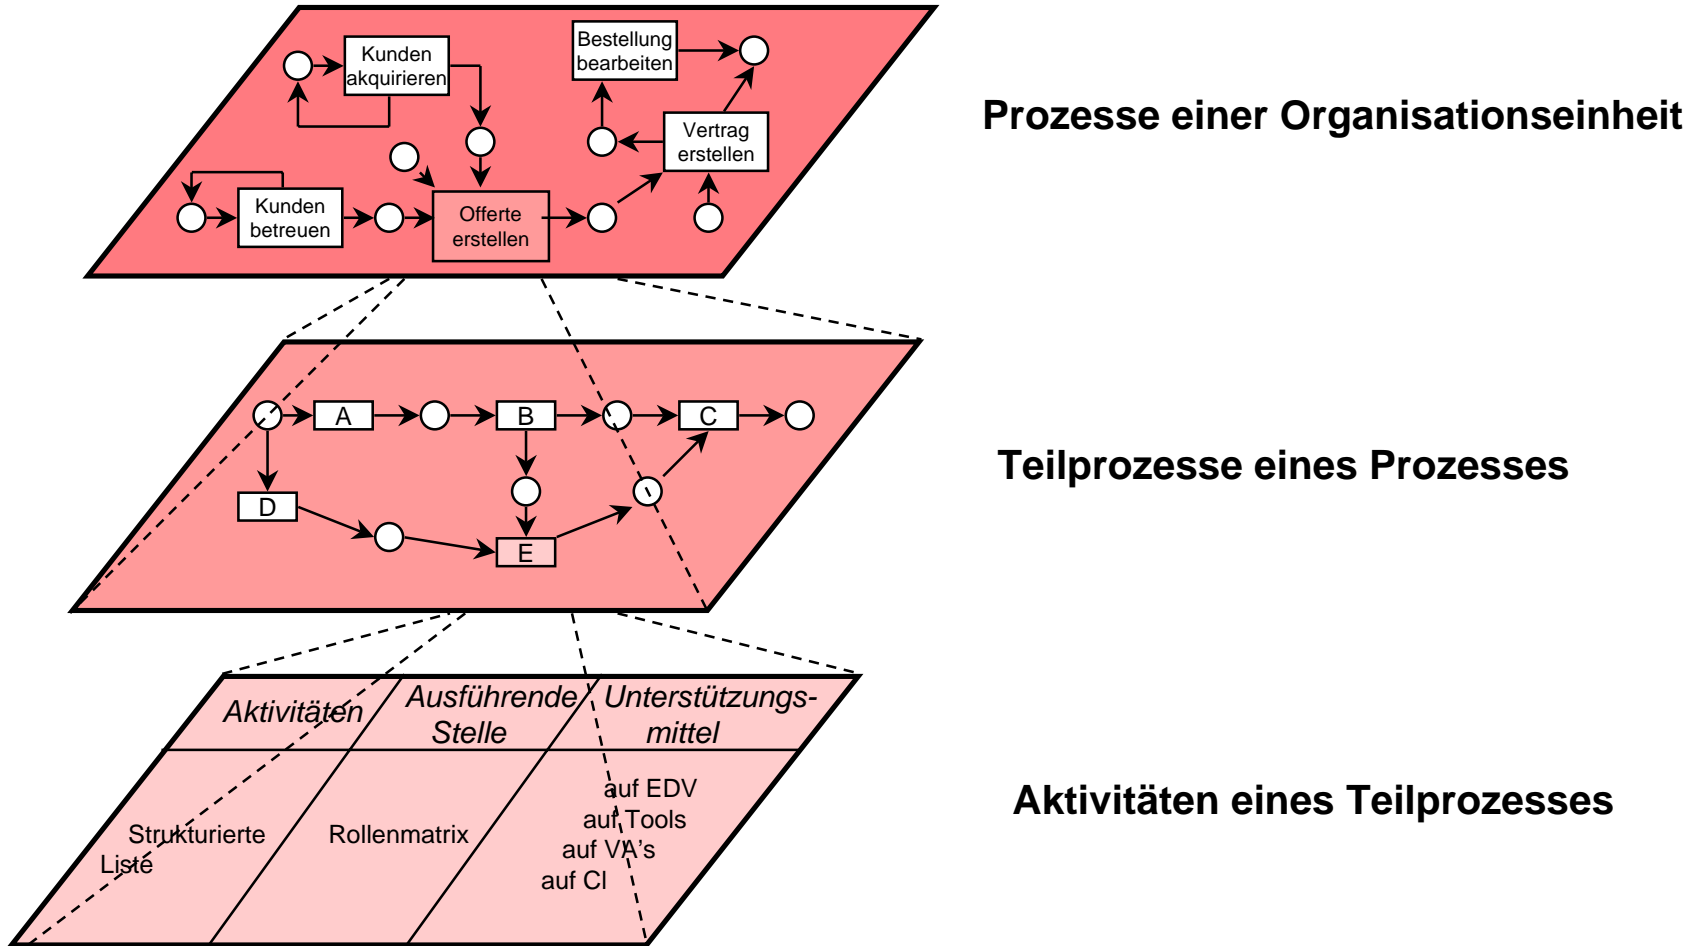 Kunden
akquirieren
Bestellung
bearbeiten
Vertrag
erstellen
Kunden
betreuen
Offerte
erstellen
Prozesse einer Organisationseinheit
A
B
C
D
E
Teilprozesse eines Prozesses
Aktivitäten
Ausführende
Stelle
Unterstützungs-
mittel
Strukturierte
Liste
Rollenmatrix
auf EDV
auf Tools
auf VA's
auf CI
Aktivitäten eines Teilprozesses